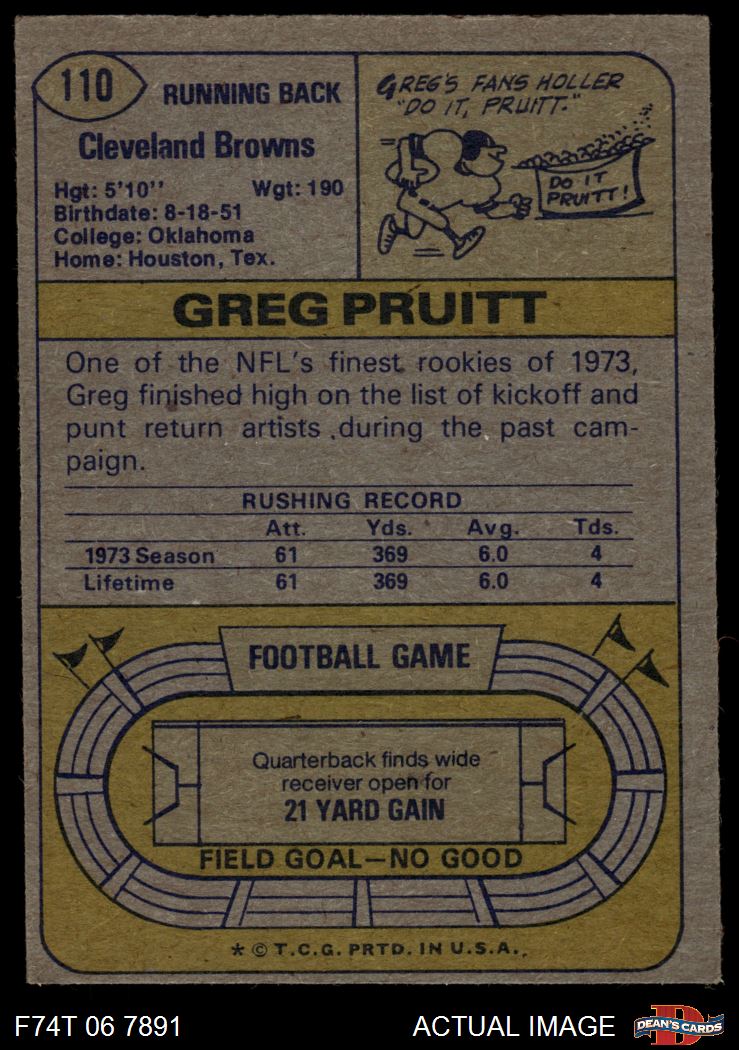 110
RUNNING BACK
Cleveland Browns
Hgt: 5'10'' Wgt: 190
Birthdate: 8-18-51
College: Oklahoma
Home: Houston, Tex.
GREG'S FANS HOLLER
"DO IT, PRUITT."
DO IT
PRUITT!
GREG PRUITT
One of the NFL's finest rookies of 1973,
Greg finished high on the list of kickoff and
punt return artists during the past cam-
paign.
RUSHING RECORD
Att. Yds. Avg. Tds.
1973 Season 61 369 6.0 4
Lifetime 61 369 6.0 4
FOOTBALL GAME
Quarterback finds wide
receiver open for
21 YARD GAIN
FIELD GOAL—NO GOOD
* © T.C.G. PRTD. IN U.S.A.
F74T 06 7891 ACTUAL IMAGE
D
DEAN'S CARDS